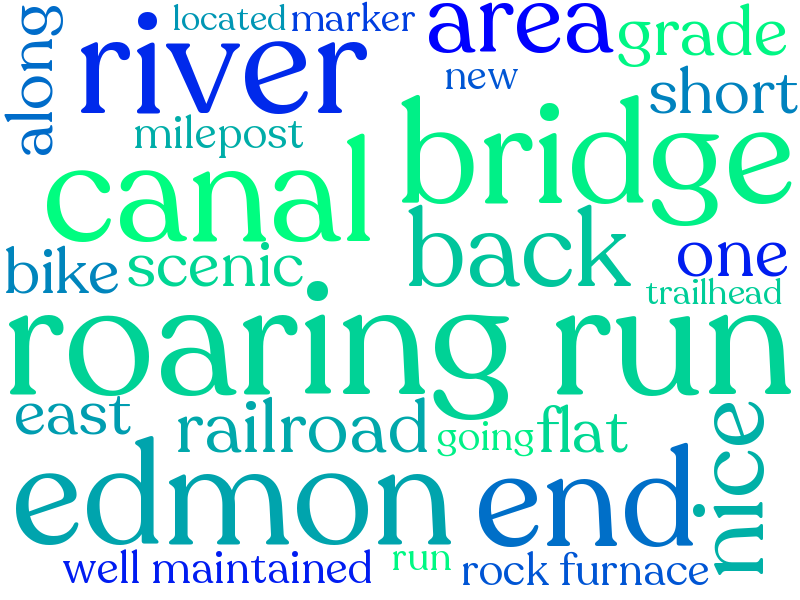 along
located
marker
river
area
grade
new
short
milepost
canal
bridge
back
one
bike
scenic
trailhead
roaring run
east
railroad
going
flat
nice
edmon
end
well maintained
run
rock furnace